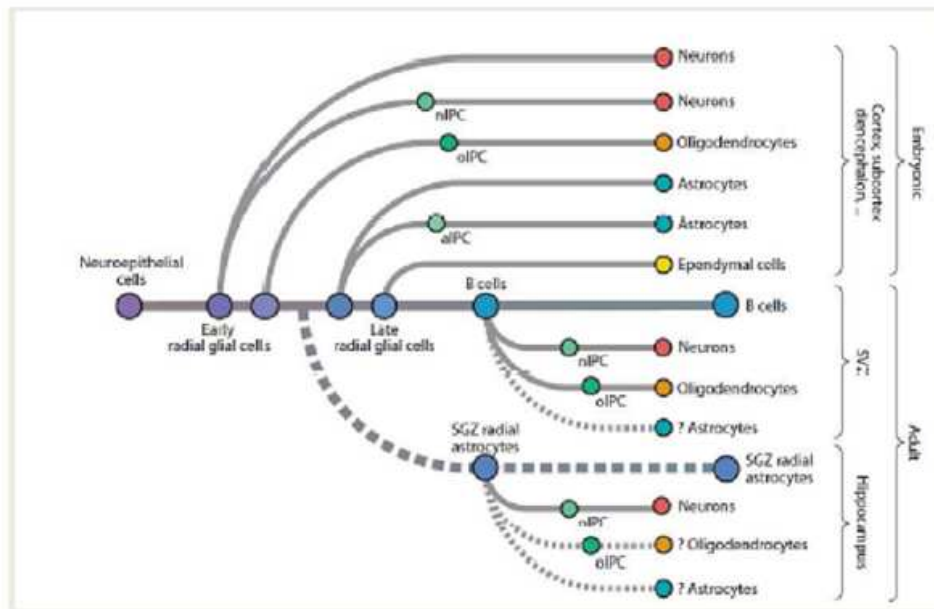 Neurons
Neurons
nIPC
Oligodendrocytes
oIPC
Astrocytes
Astrocytes
aIPC
Ependymal cells
Neuroepithelial
cells
Early
radial glial cells
Late
radial glial cells
B cells
B cells
Neurons
nIPC
Oligodendrocytes
oIPC
? Astrocytes
SGZ radial
astrocytes
SGZ radial
astrocytes
Neurons
nIPC
? Oligodendrocytes
oIPC
? Astrocytes
Cortex, subcortex
diencephalon, ..
Embryonic
SVZ
Hippocampus
Adult